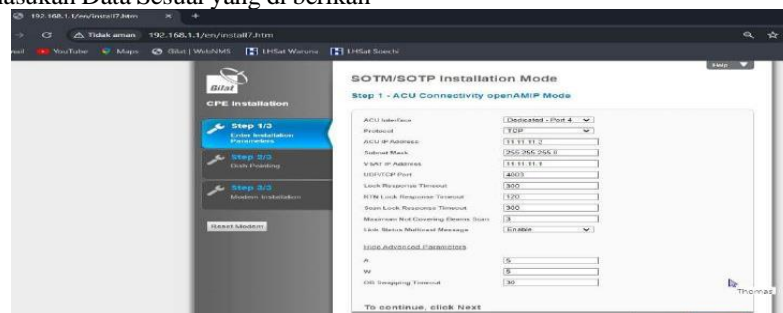 masukan Data Sesuai yang di berikan
192.168.1.1/en/install7.htm
Tidak aman 192.168.1.1/en/install7.htm
YouTube Maps Gilat | WebNMS LHSat Waruna LHSat Soechi
Help
Gilat
SOTM/SOTP Installation Mode
Step 1 - ACU Connectivity openAMIP Mode
CPE Installation
Step 1/3
Enter Installation
Parameters
Step 2/3
Dish Pointing
Step 3/3
Modem Installation
Reset Modem
ACU Interface Dedicated - Port 4
Protocol TCP
ACU IP Address 11.11.11.2
Subnet Mask 255.255.255.0
VSAT IP Address 11.11.11.1
UDP/TCP Port 4003
Lock Response Timeout 300
RTN Lock Response Timeout 120
Scan Lock Response Timeout 300
Maximum Not Covering Beams Scan 3
Link Status Multicast Message Enable
Hide Advanced Parameters
A 5
W 5
OB Swapping Timeout 30
Thomas
To continue, click Next